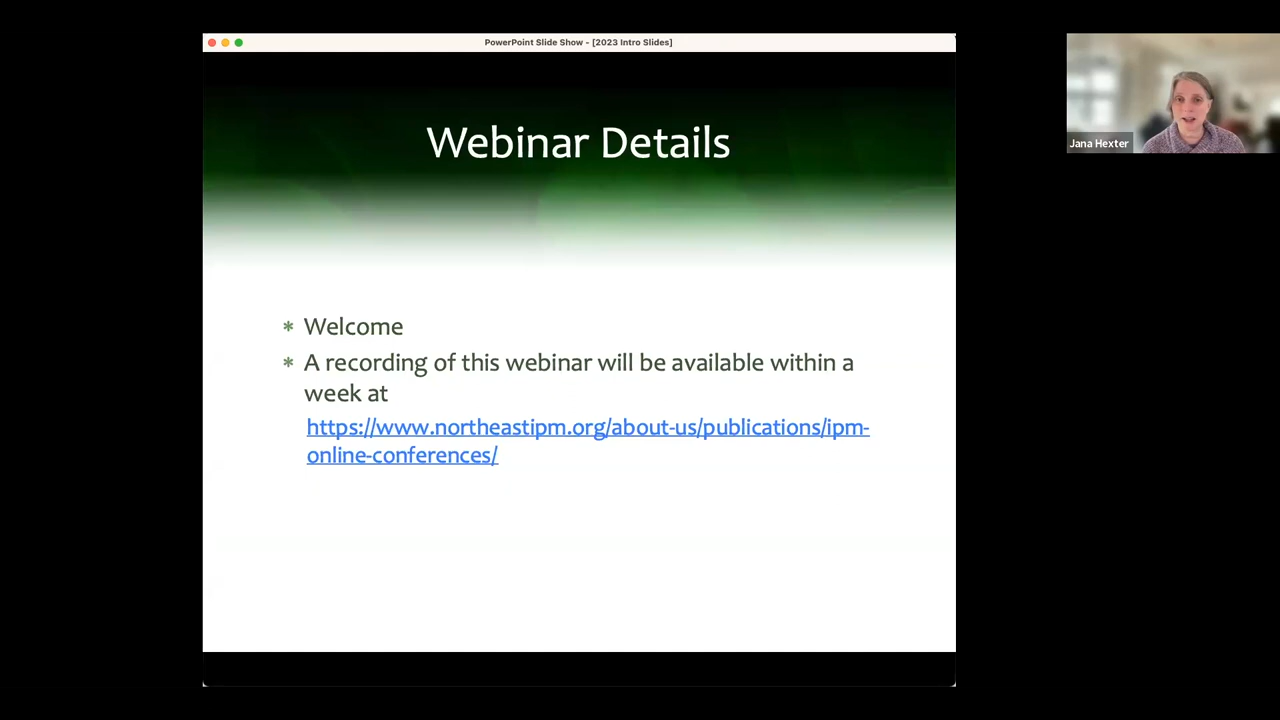 PowerPoint Slide Show - [2023 Intro Slides]
Webinar Details
Jana Hexter
* Welcome
* A recording of this webinar will be available within a
week at
https://www.northeastipm.org/about-us/publications/ipm-
online-conferences/